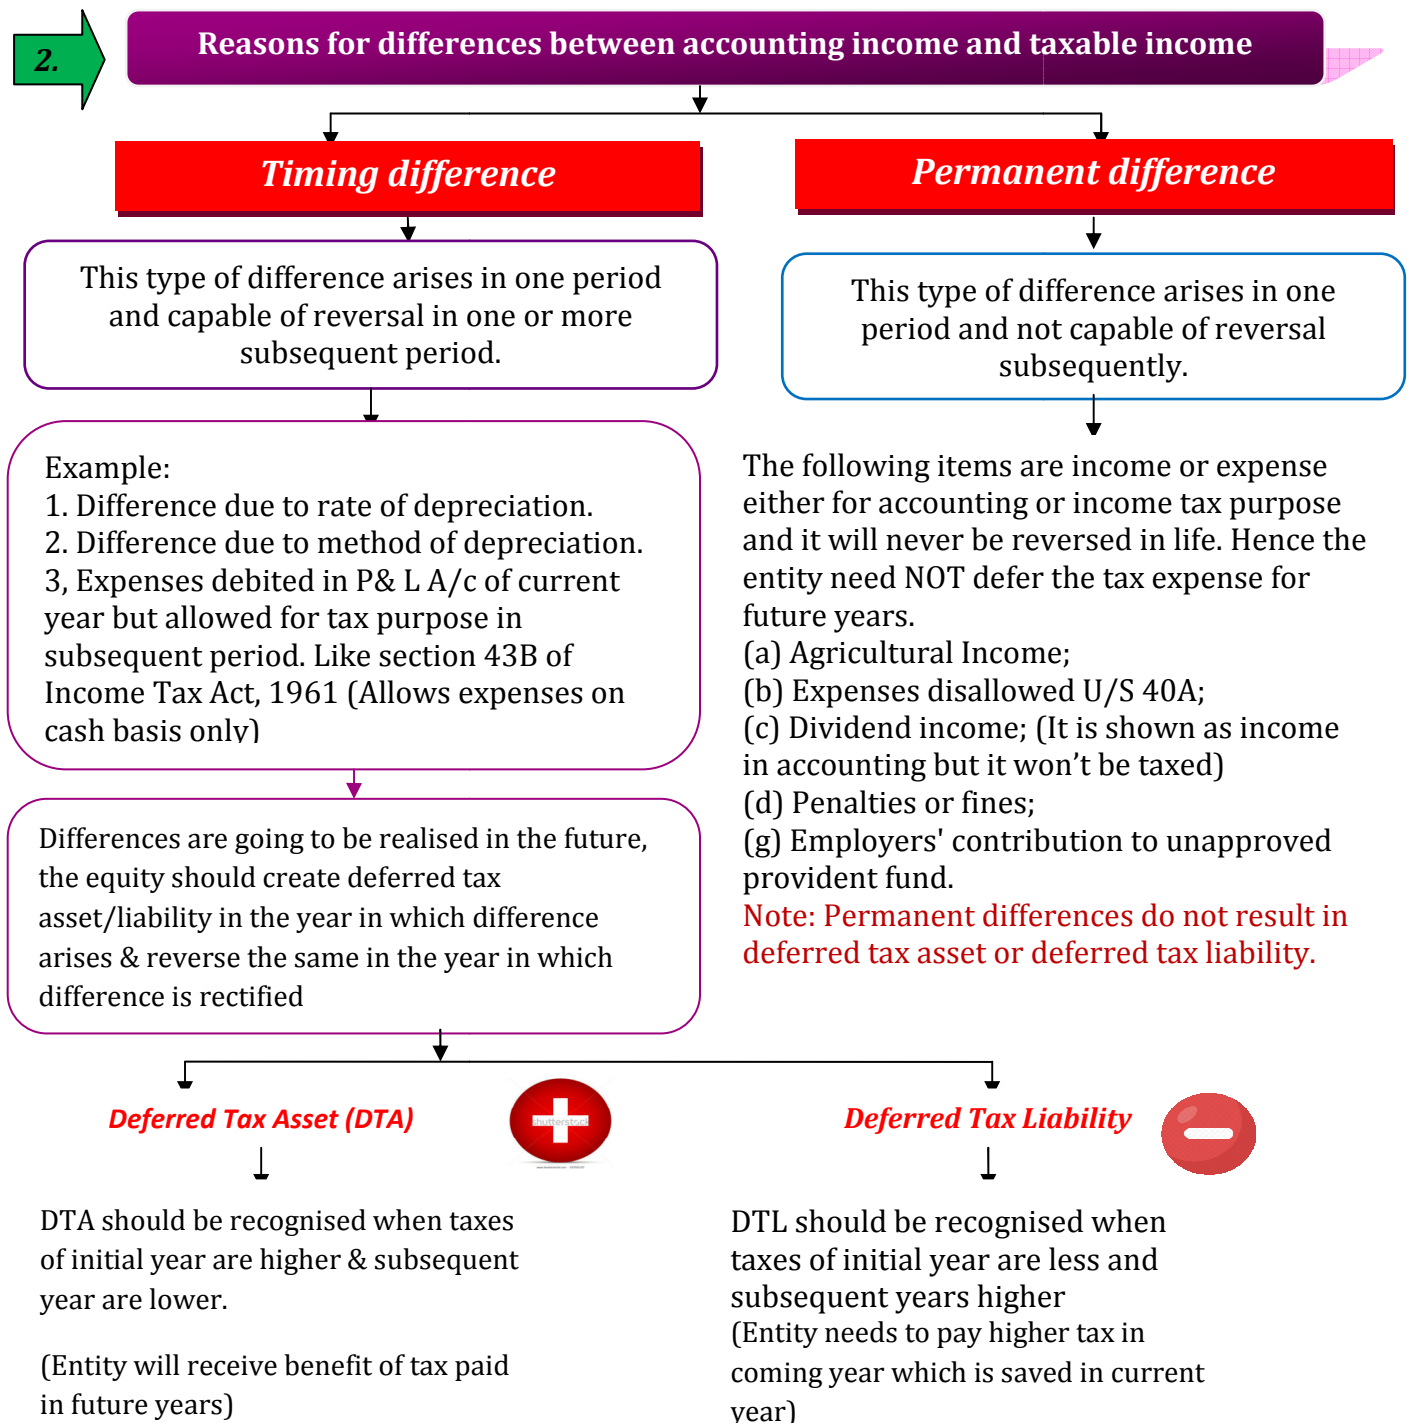 2.
Reasons for differences between accounting income and taxable income
Timing difference
This type of difference arises in one period
and capable of reversal in one or more
subsequent period.
Example:
1. Difference due to rate of depreciation.
2. Difference due to method of depreciation.
3, Expenses debited in P& L A/c of current
year but allowed for tax purpose in
subsequent period. Like section 43B of
Income Tax Act, 1961 (Allows expenses on
cash basis only)
Differences are going to be realised in the future,
the equity should create deferred tax
asset/liability in the year in which difference
arises & reverse the same in the year in which
difference is rectified
Permanent difference
This type of difference arises in one
period and not capable of reversal
subsequently.
The following items are income or expense
either for accounting or income tax purpose
and it will never be reversed in life. Hence the
entity need NOT defer the tax expense for
future years.
(a) Agricultural Income;
(b) Expenses disallowed U/S 40A;
(c) Dividend income; (It is shown as income
in accounting but it won’t be taxed)
(d) Penalties or fines;
(g) Employers' contribution to unapproved
provident fund.
Note: Permanent differences do not result in
deferred tax asset or deferred tax liability.
Deferred Tax Asset (DTA)
shutterstock
DTA should be recognised when taxes
of initial year are higher & subsequent
year are lower.
(Entity will receive benefit of tax paid
in future years)
Deferred Tax Liability
DTL should be recognised when
taxes of initial year are less and
subsequent years higher
(Entity needs to pay higher tax in
coming year which is saved in current
year)